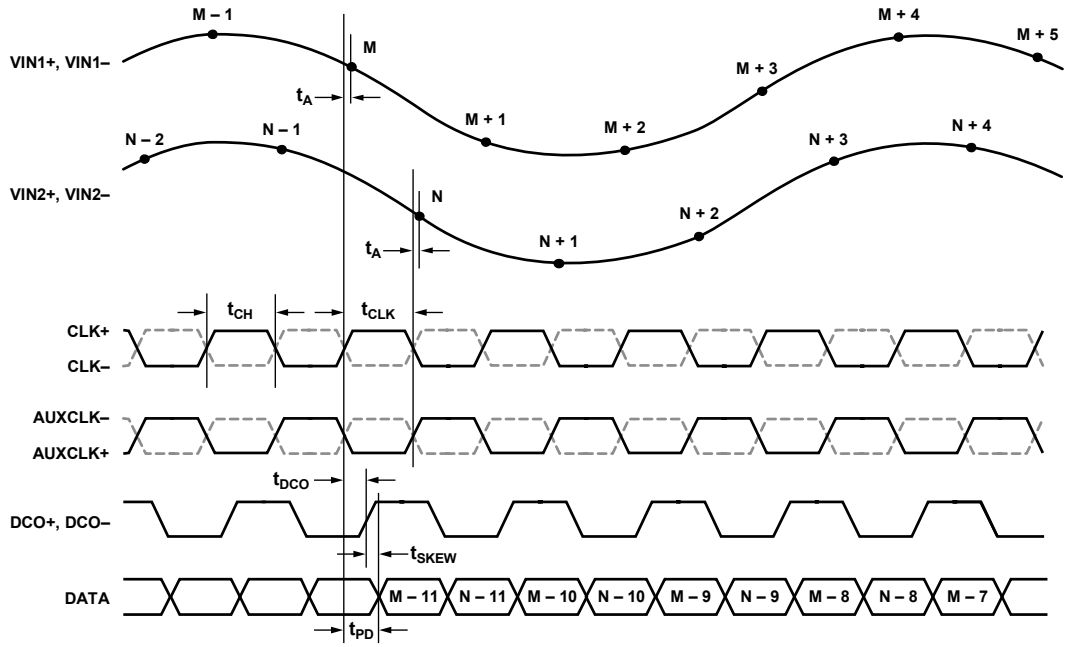 M – 1
M
M + 4
M + 5
VIN1+, VIN1–
M + 3
tA
M + 1
M + 2
N – 2
N – 1
N + 3
N + 4
VIN2+, VIN2–
N
N + 2
tA
N + 1
tCH
tCLK
CLK+
CLK–
AUXCLK–
AUXCLK+
tDCO
DCO+, DCO–
tSKEW
DATA
M – 11 N – 11 M – 10 N – 10 M – 9 N – 9 M – 8 N – 8 M – 7
tPD